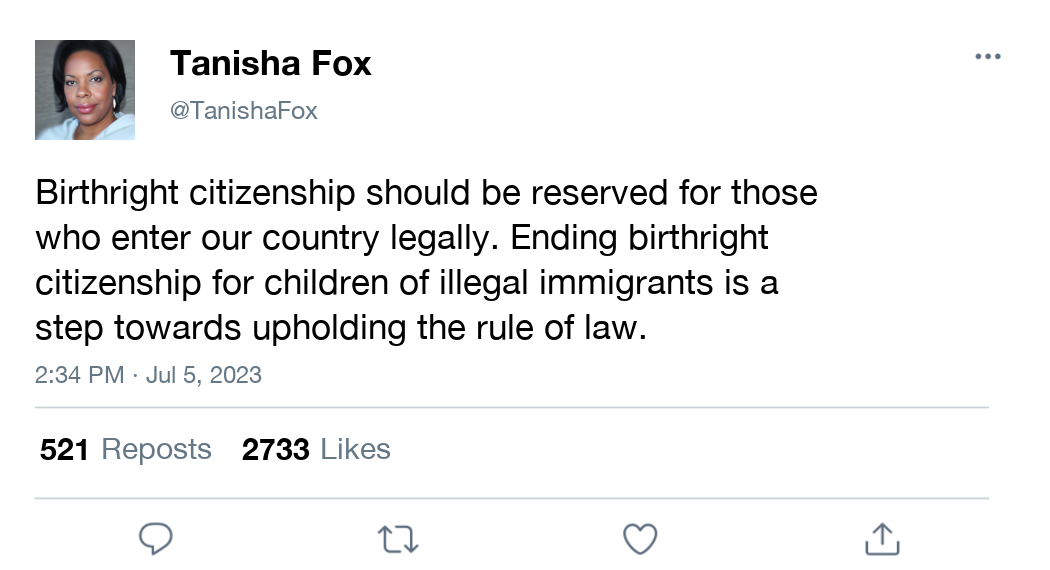 Tanisha Fox
@TanishaFox
Birthright citizenship should be reserved for those
who enter our country legally. Ending birthright
citizenship for children of illegal immigrants is a
step towards upholding the rule of law.
2:34 PM · Jul 5, 2023
521 Reposts 2733 Likes